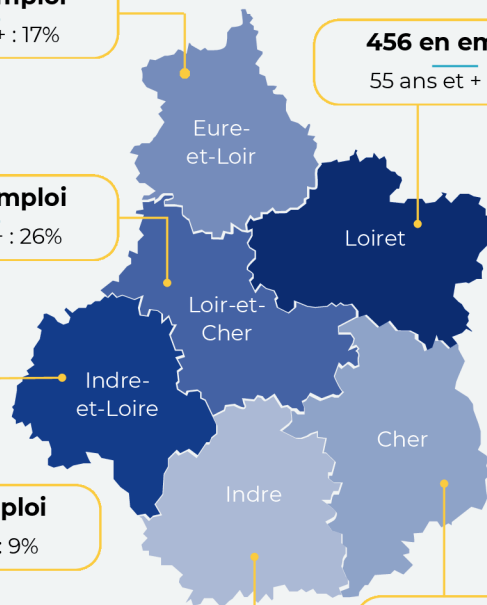 + : 17%
456 en em
55 ans et +
Eure-
et-Loir
mploi
: 26%
Loiret
Loir-et-
Cher
Indre-
et-Loire
Cher
Indre
ploi
: 9%